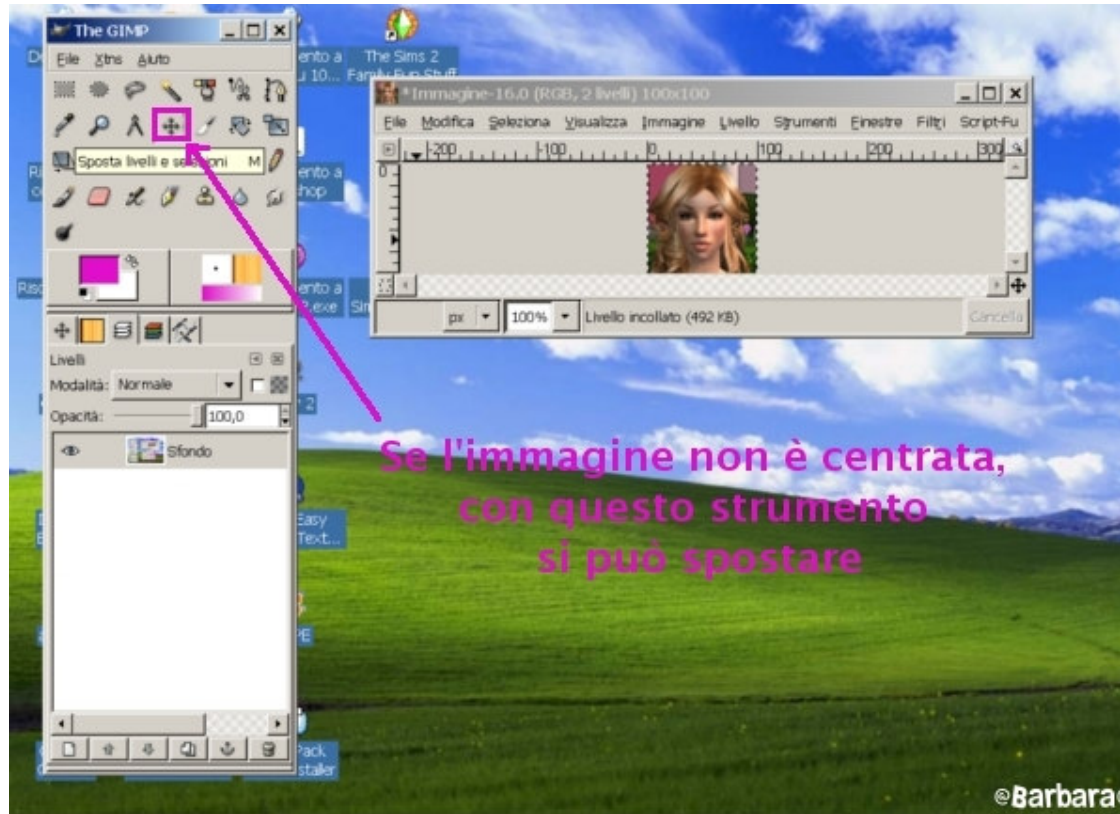 The GIMP
File Xtns Aiuto
Sposta livelli e selezioni M
Livelli
Modalità: Normale
Opacità: 100,0
Sfondo
The Sims 2
Family Fun Stuff
*Immagine-16.0 (RGB, 2 livelli) 100x100
File Modifica Seleziona Visualizza Immagine Livello Strumenti Finestre Filtri Script-Fu
-200 -100 0 100 200 300
0
px 100% Livello incollato (492 KB) Cancella
Se l'immagine non è centrata,
con questo strumento
si può spostare
Easy
Text...
Pack
@Barbara